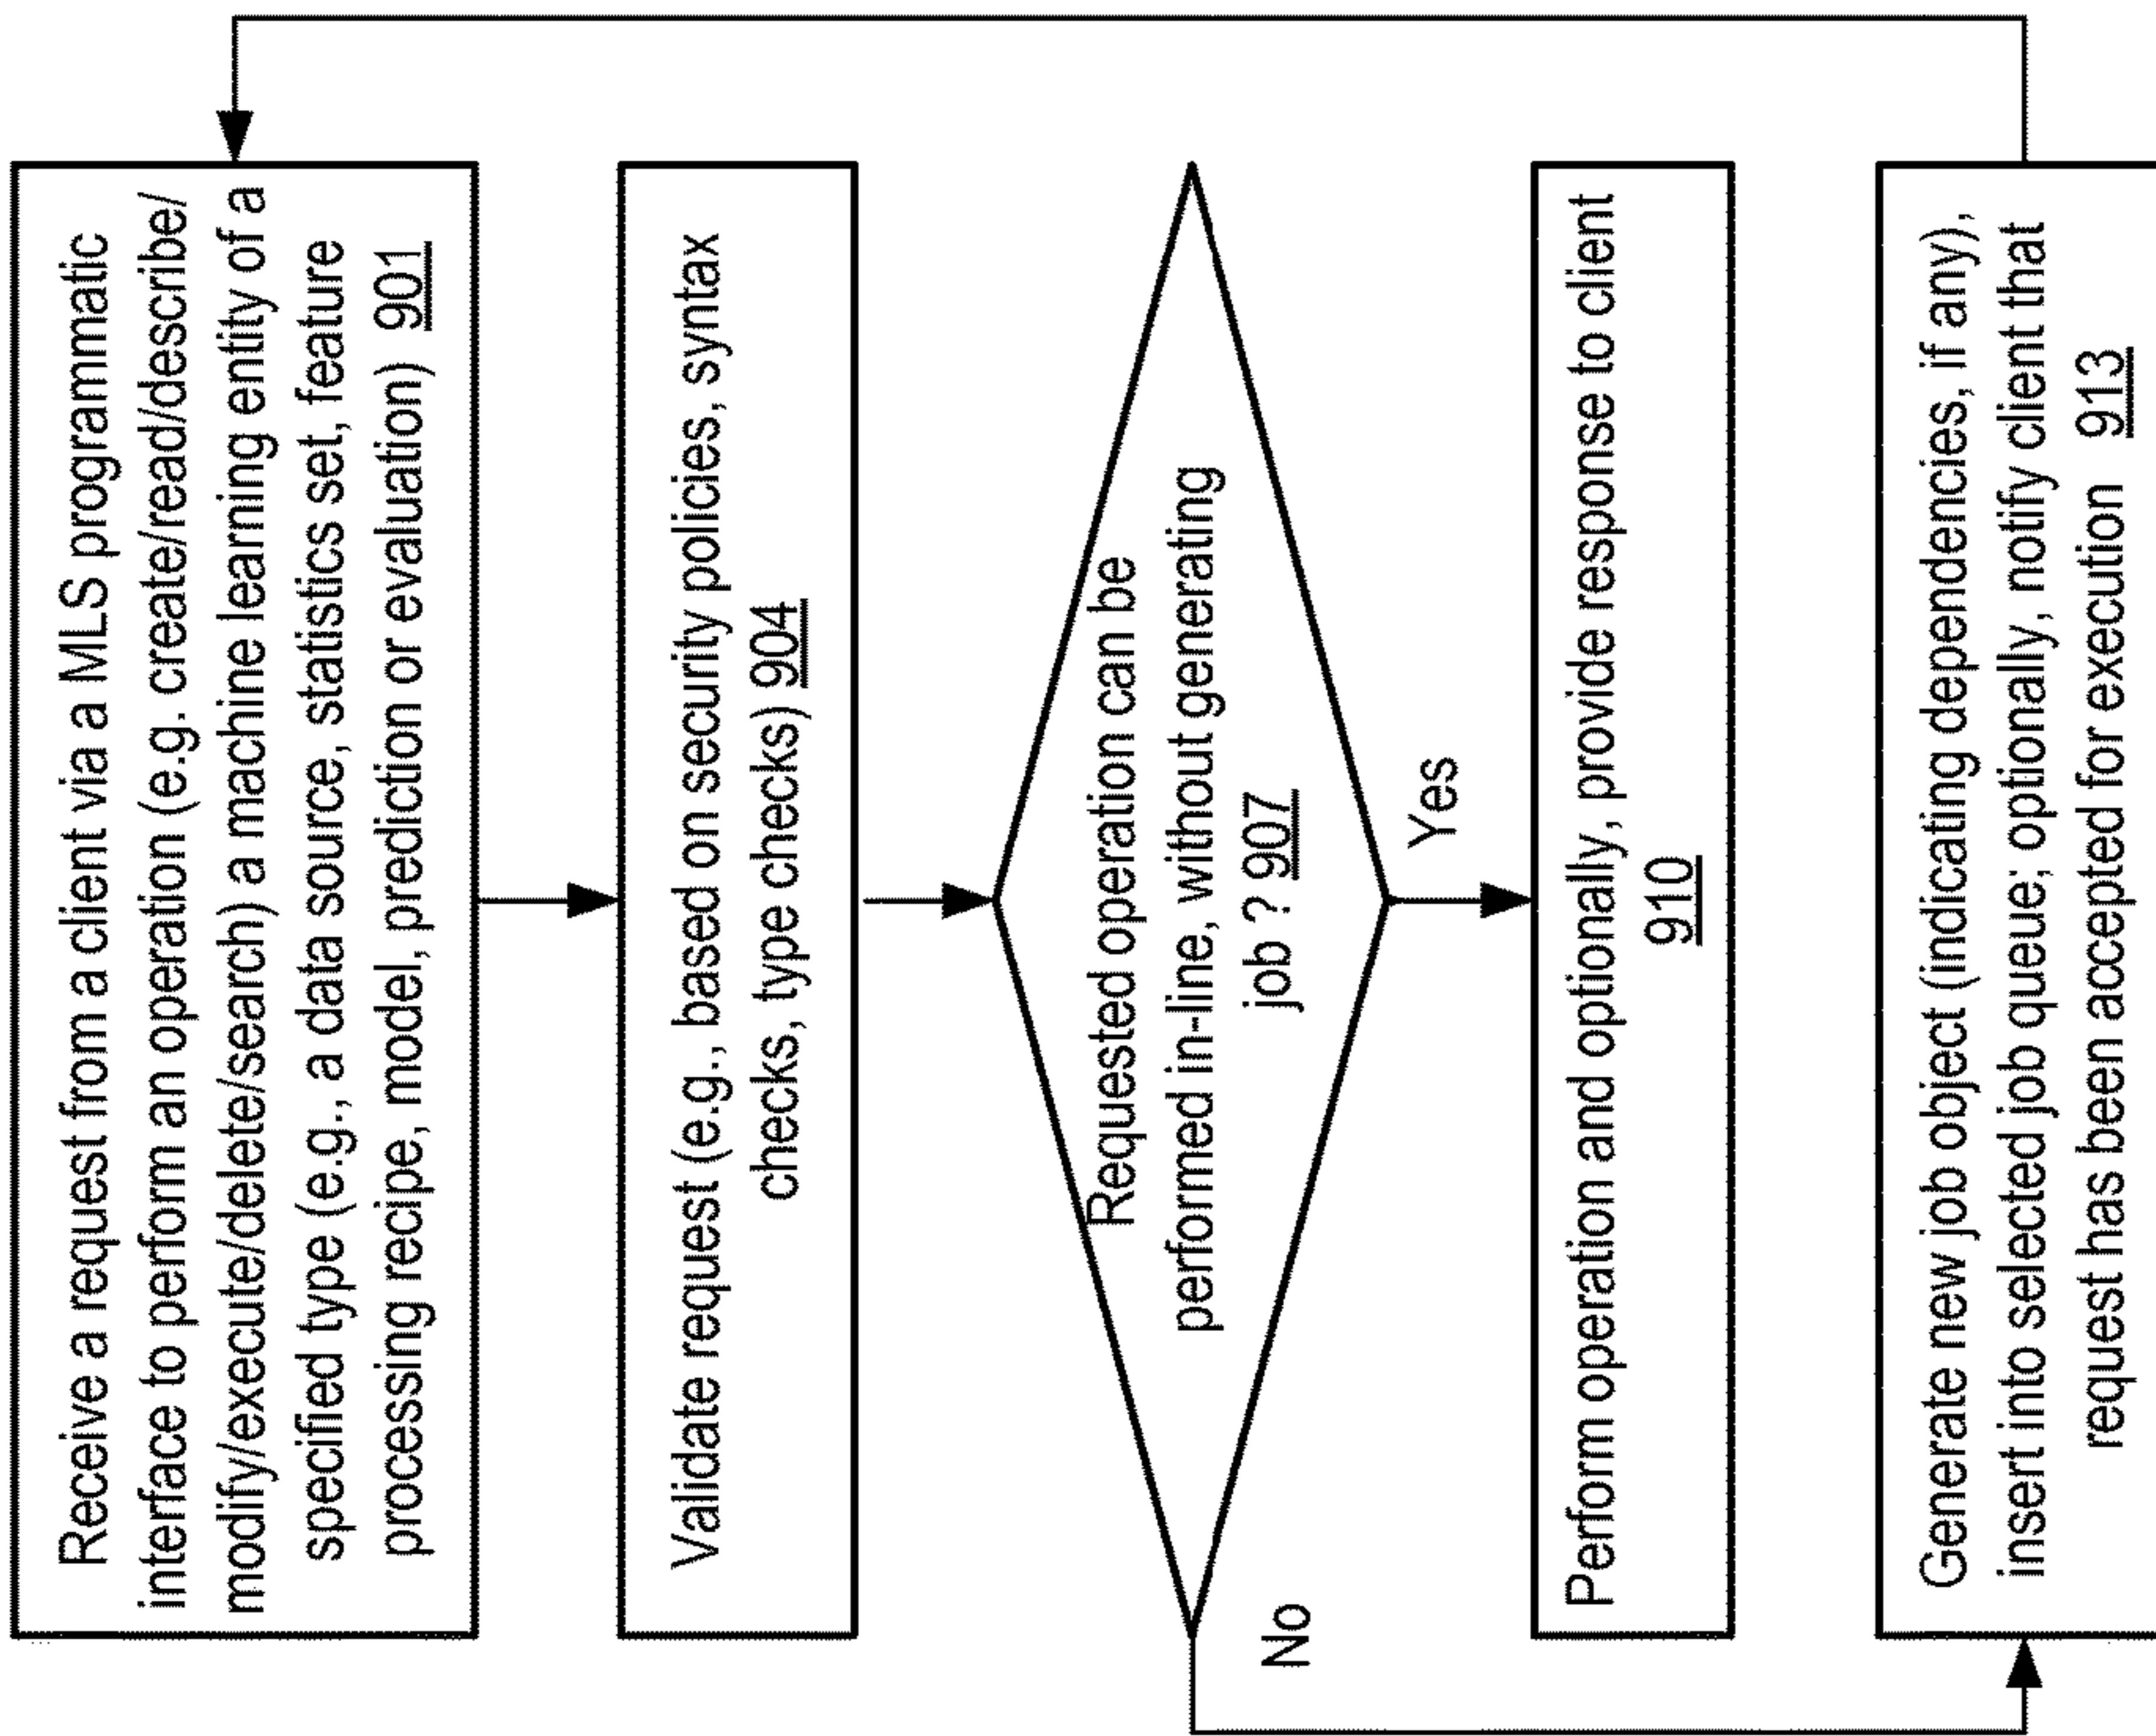 Receive a request from a client via a MLS programmatic
interface to perform an operation (e.g. create/read/describe/
modify/execute/delete/search) a machine learning entity of a
specified type (e.g., a data source, statistics set, feature
processing recipe, model, prediction or evaluation) 901
Validate request (e.g., based on security policies, syntax
checks, type checks) 904
Requested operation can be
performed in-line, without generating
job ? 907
Yes
No
Perform operation and optionally, provide response to client
910
Generate new job object (indicating dependencies, if any),
insert into selected job queue; optionally, notify client that
request has been accepted for execution 913